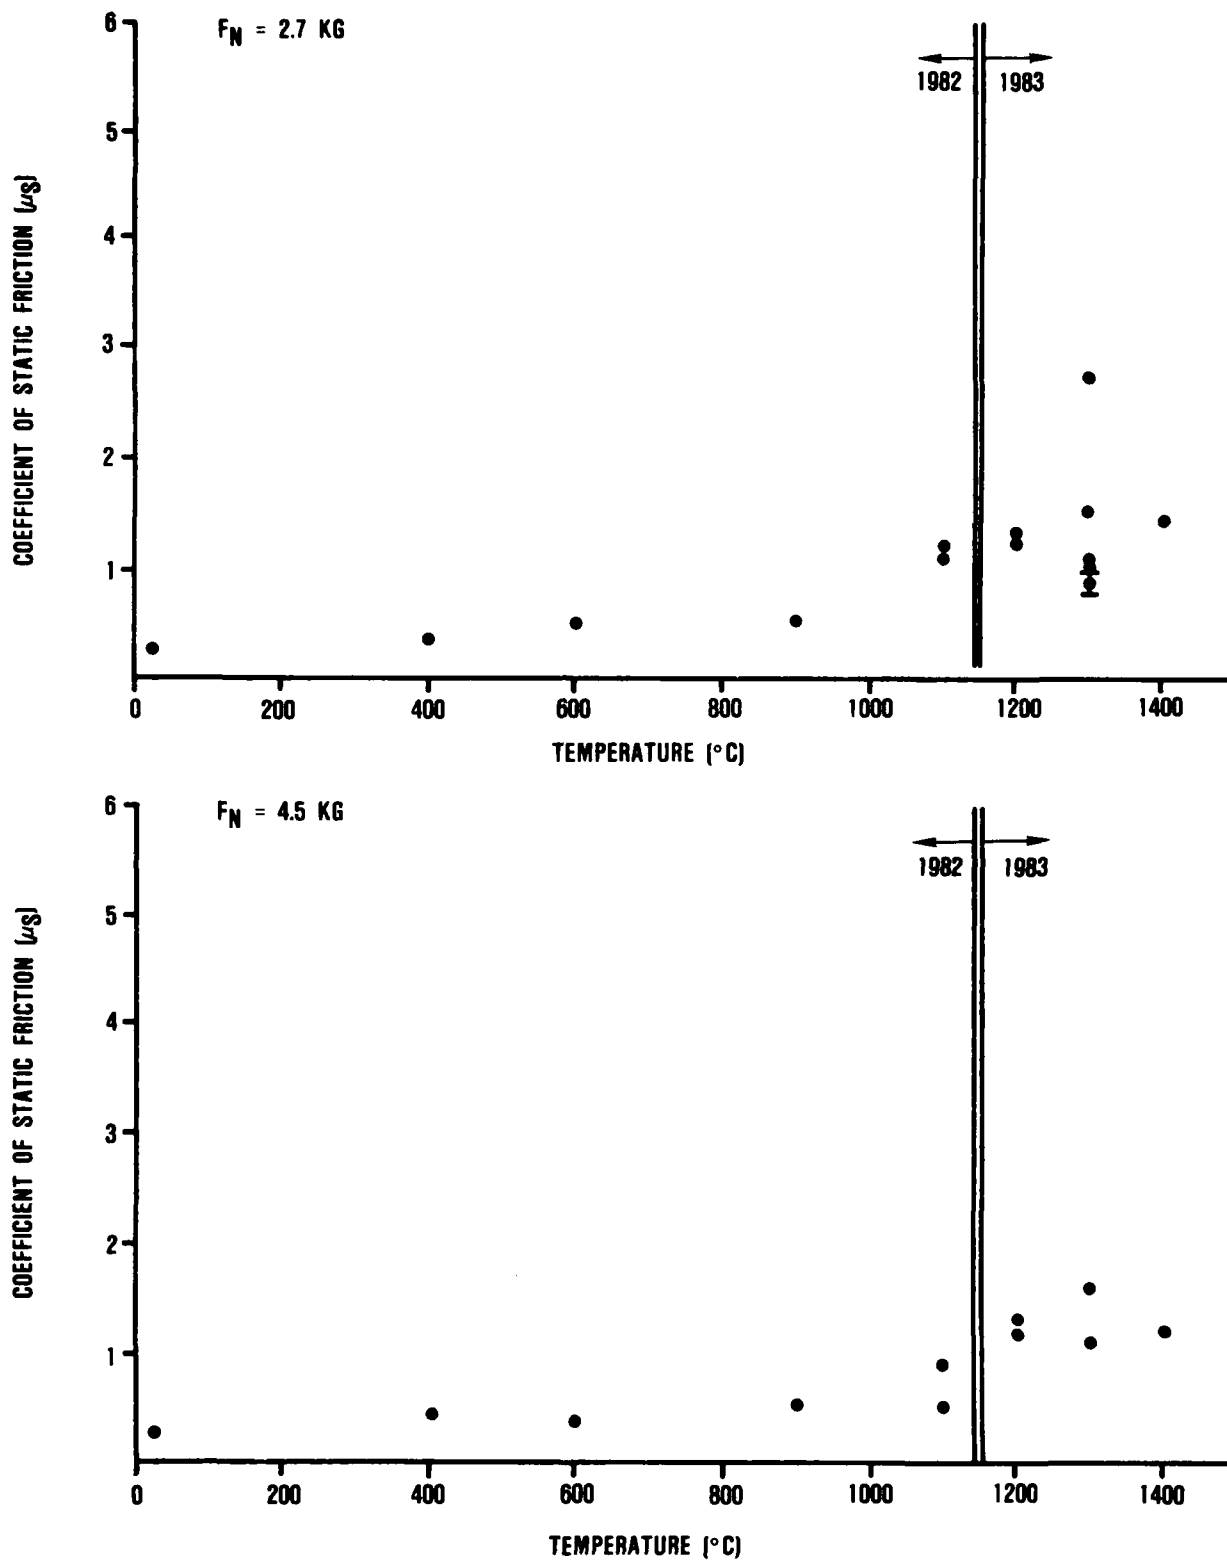 F_N = 2.7 KG
1982 1983
COEFFICIENT OF STATIC FRICTION (μS)
6
5
4
3
2
1
0 200 400 600 800 1000 1200 1400
TEMPERATURE (°C)
F_N = 4.5 KG
1982 1983
COEFFICIENT OF STATIC FRICTION (μS)
6
5
4
3
2
1
0 200 400 600 800 1000 1200 1400
TEMPERATURE (°C)